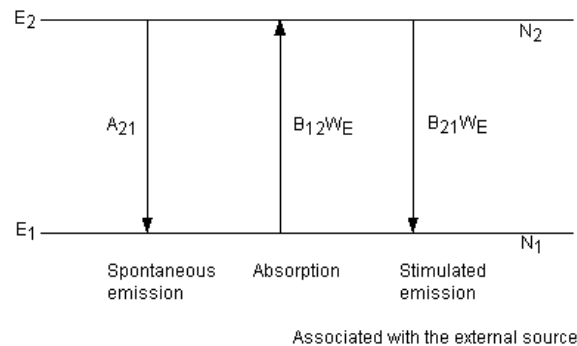 E2
N2
A21
B12WE
B21WE
E1
N1
Spontaneous emission
Absorption
Stimulated emission
Associated with the external source